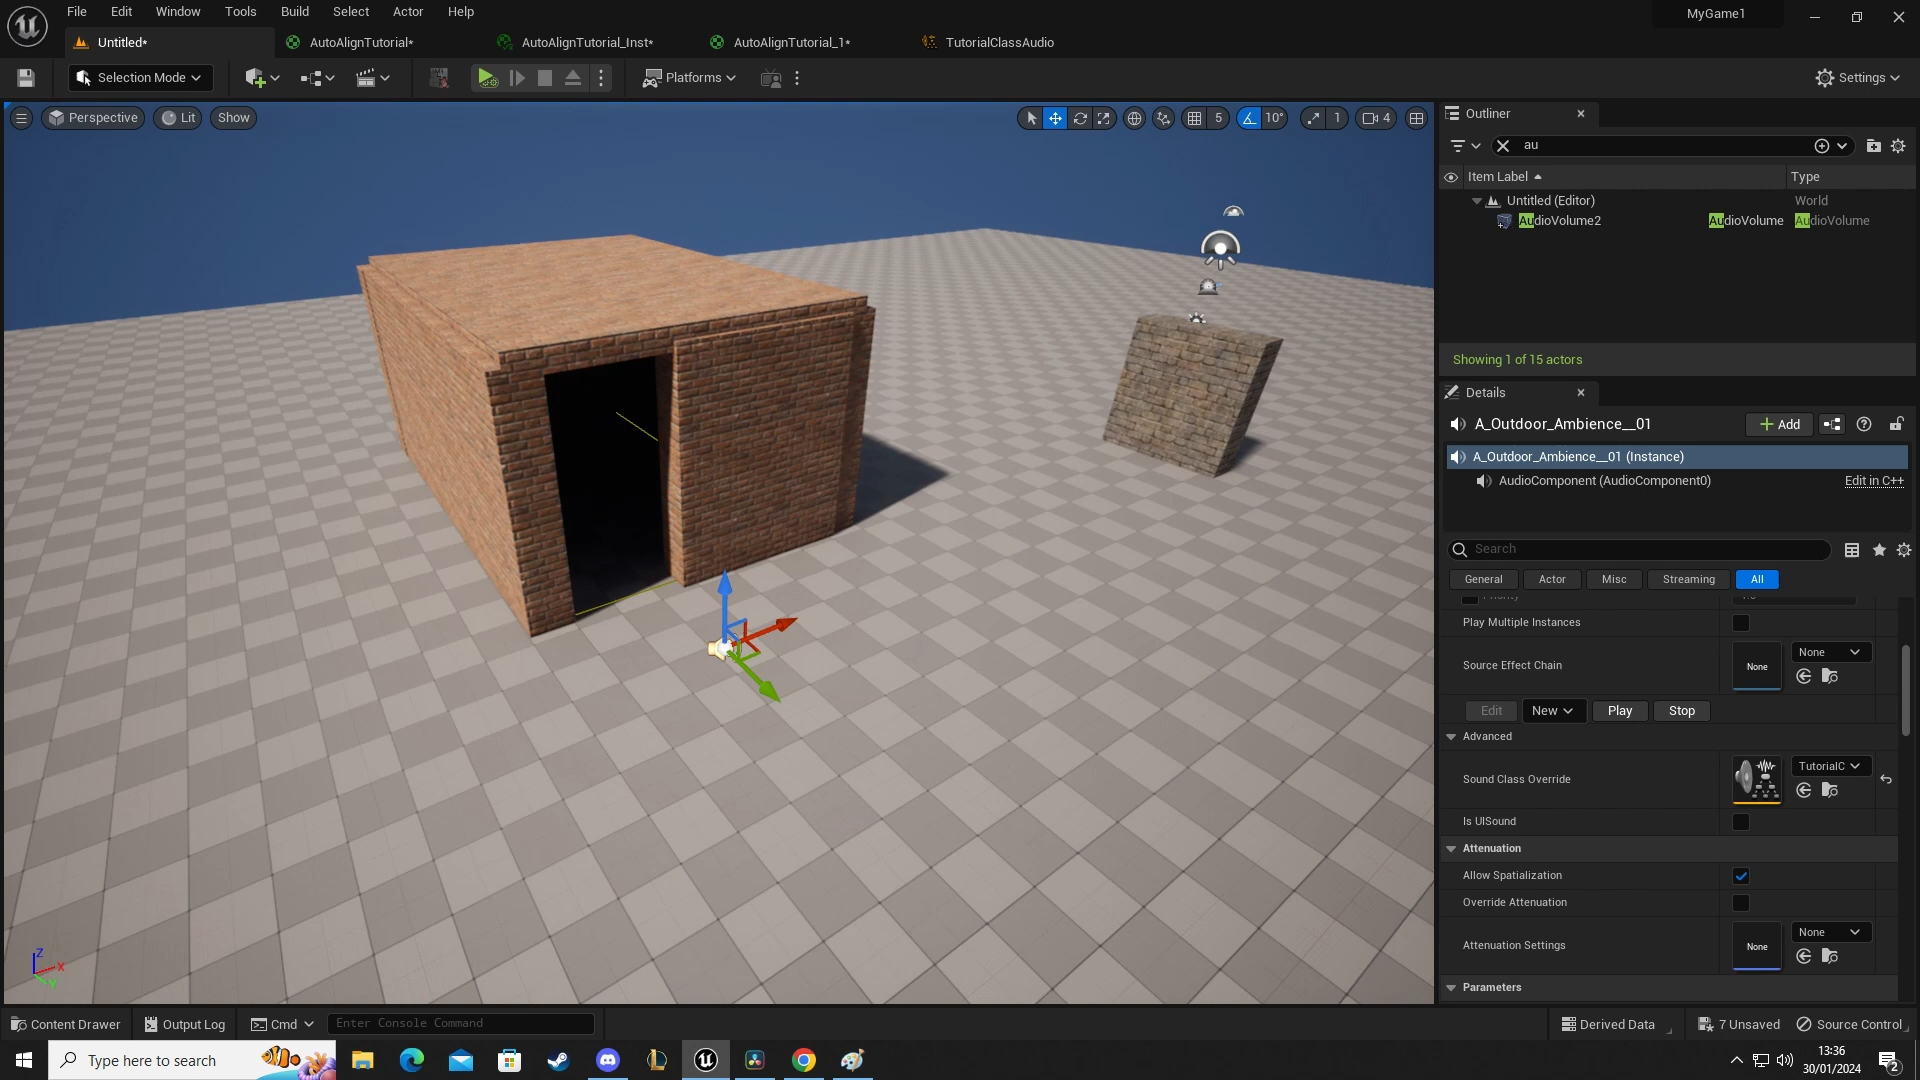 File Edit Window Tools Build Select Actor Help
MyGame1
Untitled*
AutoAlignTutorial*
AutoAlignTutorial_Inst*
AutoAlignTutorial_1*
TutorialClassAudio
Selection Mode
Platforms
Settings
Perspective
Lit
Show
5
10°
1
4
Outliner
au
Item Label
Type
Untitled (Editor)
World
AudioVolume2
AudioVolume
AudioVolume
Showing 1 of 15 actors
Details
A_Outdoor_Ambience__01
Add
A_Outdoor_Ambience__01 (Instance)
AudioComponent (AudioComponent0)
Edit in C++
Search
General
Actor
Misc
Streaming
All
Priority
Play Multiple Instances
Source Effect Chain
None
None
Edit
New
Play
Stop
Advanced
Sound Class Override
TutorialC
Is UISound
Attenuation
Allow Spatialization
Override Attenuation
Attenuation Settings
None
None
Parameters
Z
X
Y
Content Drawer
Output Log
Cmd
Enter Console Command
Derived Data
7 Unsaved
Source Control
Type here to search
13:36
30/01/2024
2